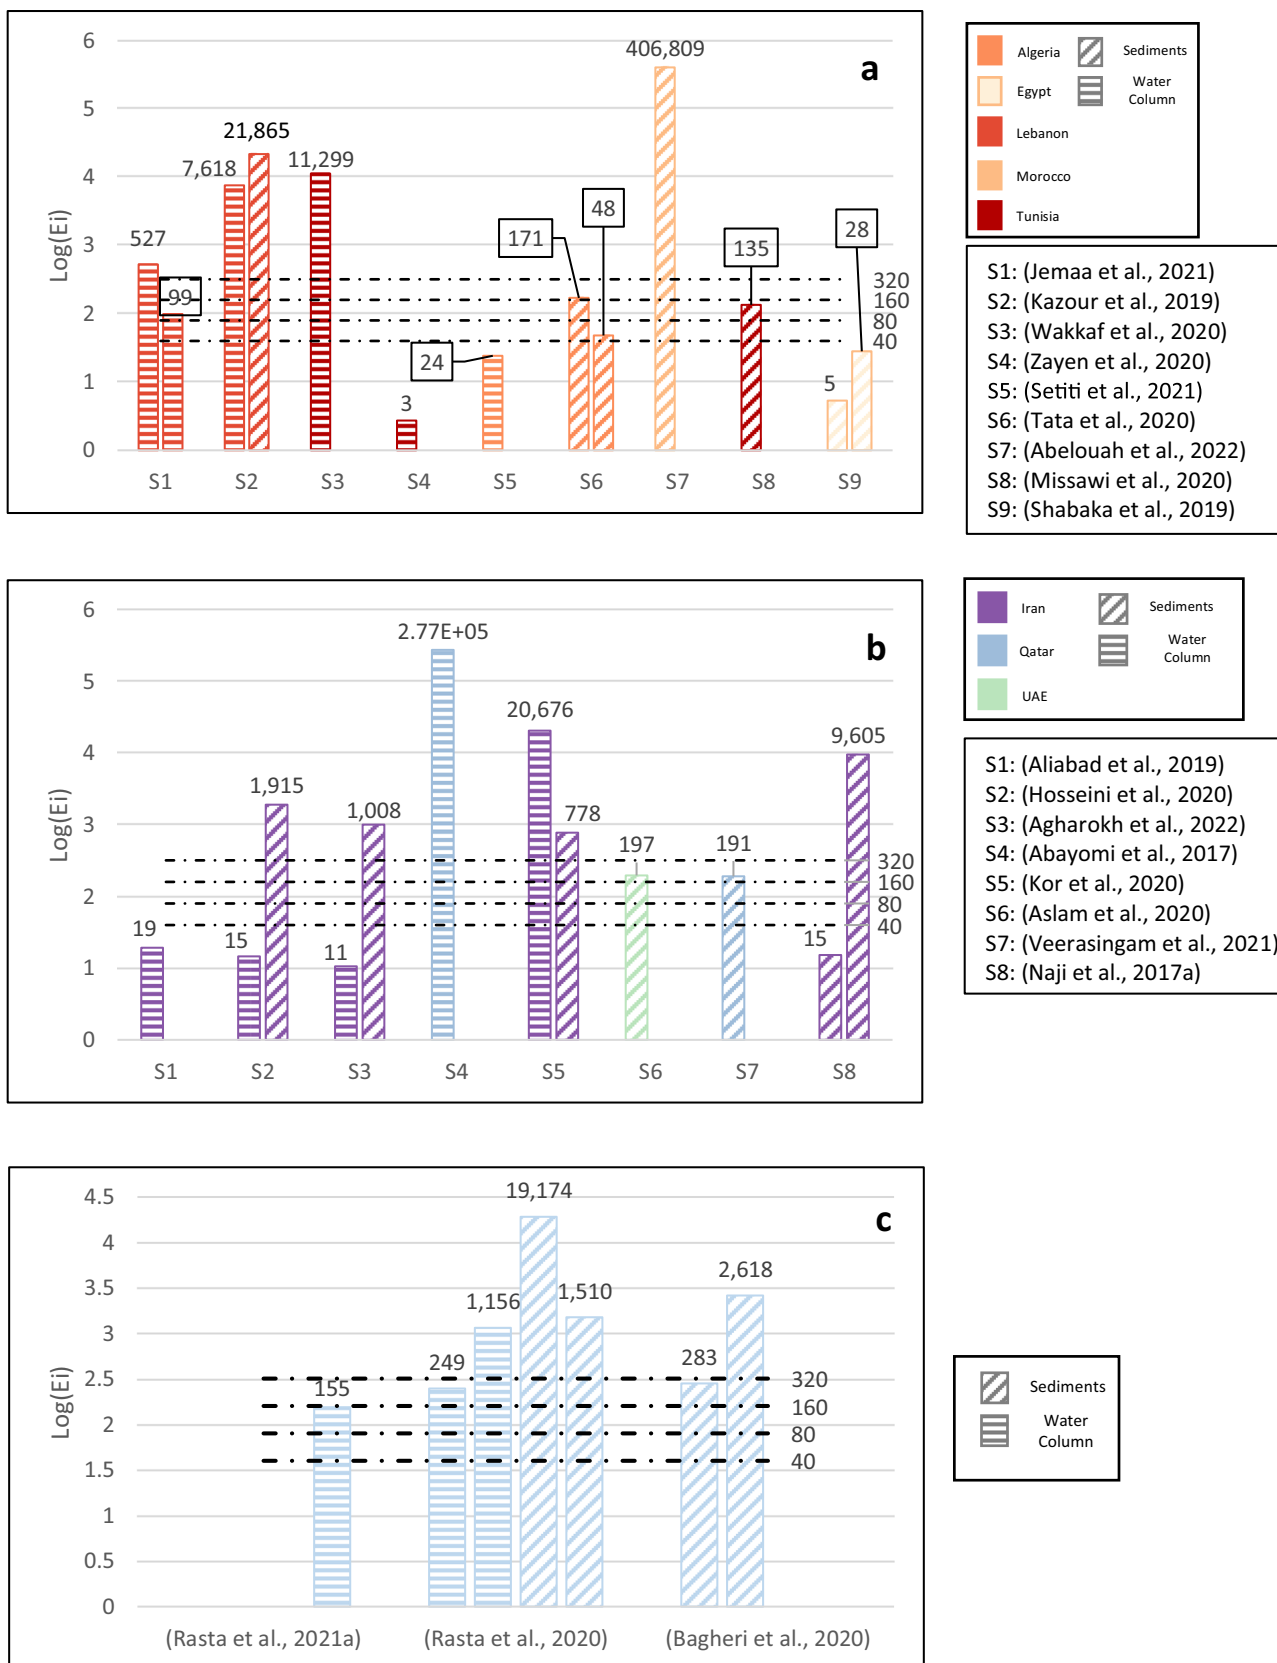 a
Log(Ei)
6
5
4
3
2
1
0
527
99
7,618
21,865
11,299
3
24
171
48
406,809
135
5
28
320
160
80
40
S1 S2 S3 S4 S5 S6 S7 S8 S9
Algeria Sediments
Egypt Water Column
Lebanon
Morocco
Tunisia
S1: (Jemaa et al., 2021)
S2: (Kazour et al., 2019)
S3: (Wakkaf et al., 2020)
S4: (Zayen et al., 2020)
S5: (Setiti et al., 2021)
S6: (Tata et al., 2020)
S7: (Abelouah et al., 2022)
S8: (Missawi et al., 2020)
S9: (Shabaka et al., 2019)
b
Log(Ei)
6
5
4
3
2
1
0
19
15
1,915
11
1,008
2.77E+05
20,676
778
197
191
15
9,605
320
160
80
40
S1 S2 S3 S4 S5 S6 S7 S8
Iran Sediments
Qatar Water Column
UAE
S1: (Aliabad et al., 2019)
S2: (Hosseini et al., 2020)
S3: (Agharokh et al., 2022)
S4: (Abayomi et al., 2017)
S5: (Kor et al., 2020)
S6: (Aslam et al., 2020)
S7: (Veerasingam et al., 2021)
S8: (Naji et al., 2017a)
c
Log(Ei)
4.5
4
3.5
3
2.5
2
1.5
1
0.5
0
155
249
1,156
19,174
1,510
283
2,618
320
160
80
40
(Rasta et al., 2021a) (Rasta et al., 2020) (Bagheri et al., 2020)
Sediments
Water
Column